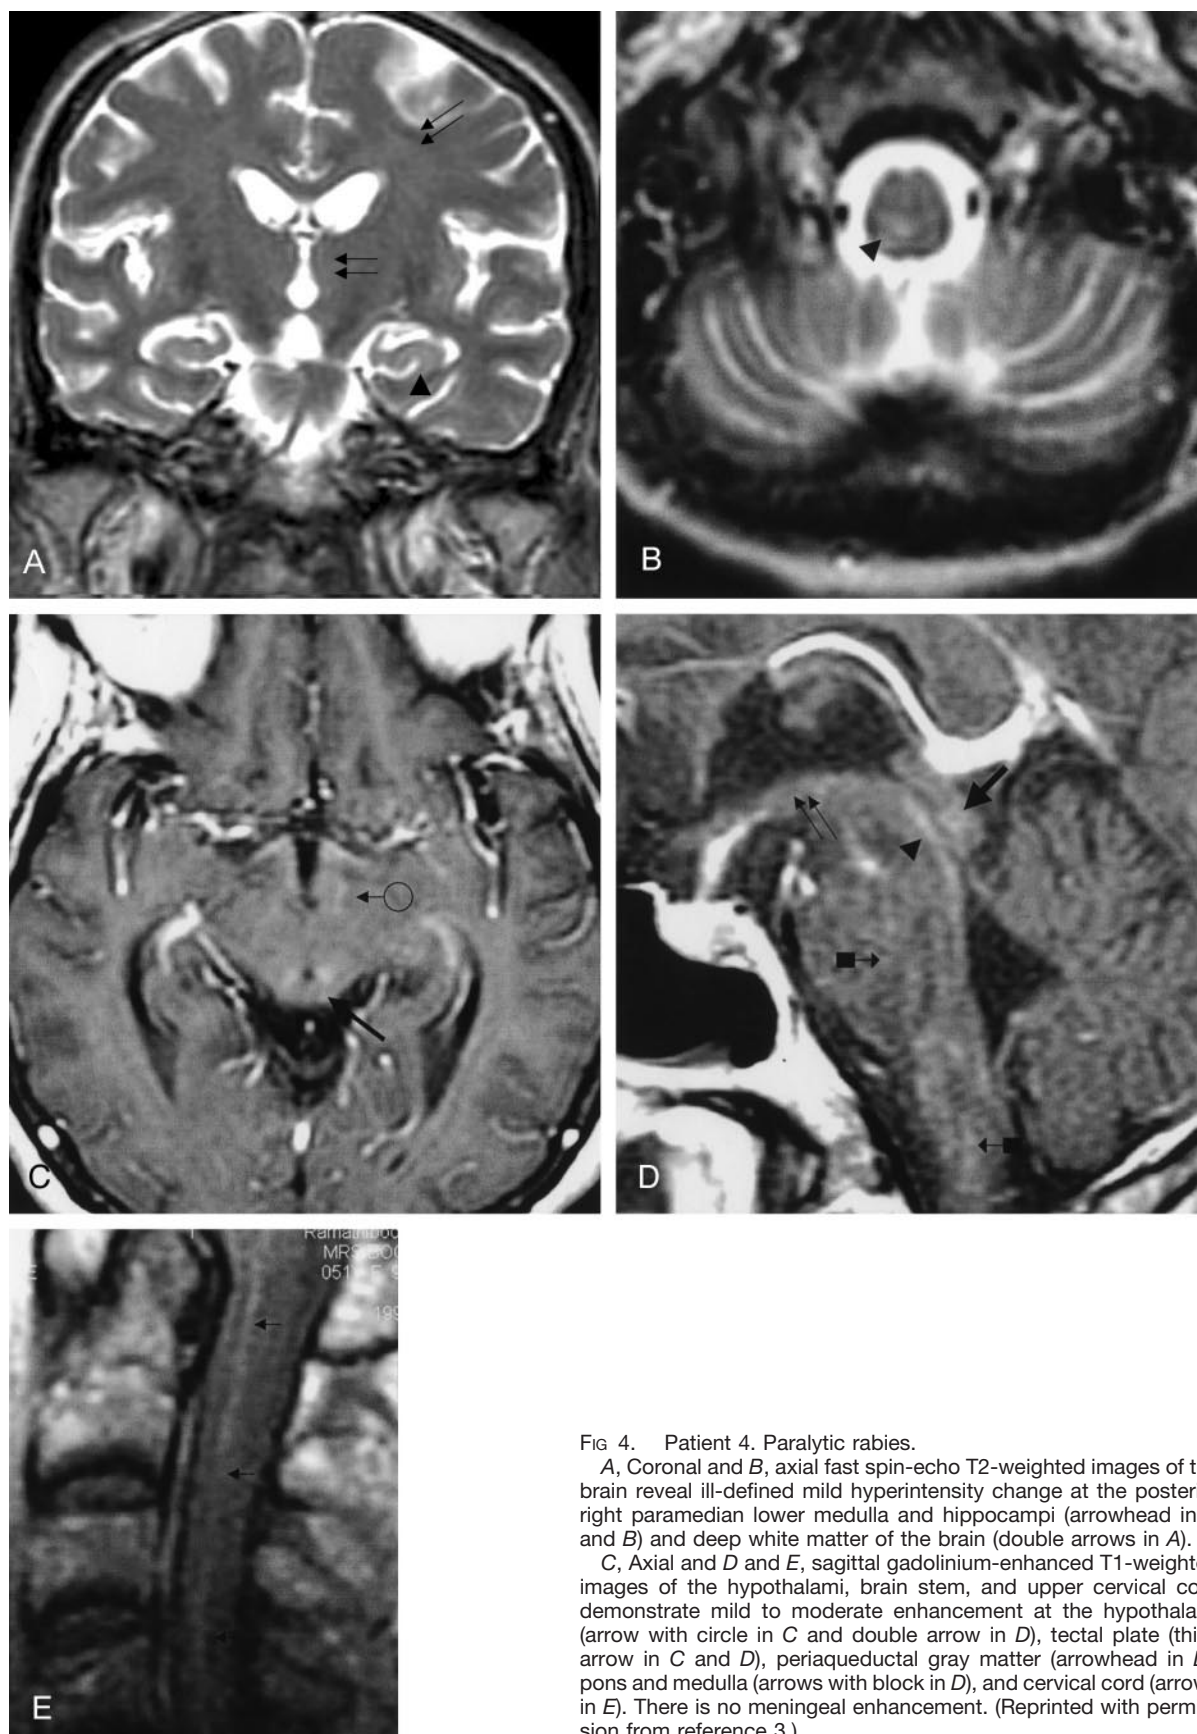 A
B
C
D
E
Ramathibod
MRS BOO
E
199
FIG 4. Patient 4. Paralytic rabies.
A, Coronal and B, axial fast spin-echo T2-weighted images of t
brain reveal ill-defined mild hyperintensity change at the posteri
right paramedian lower medulla and hippocampi (arrowhead in
and B) and deep white matter of the brain (double arrows in A).
C, Axial and D and E, sagittal gadolinium-enhanced T1-weighte
images of the hypothalami, brain stem, and upper cervical co
demonstrate mild to moderate enhancement at the hypothala
(arrow with circle in C and double arrow in D), tectal plate (thi
arrow in C and D), periaqueductal gray matter (arrowhead in D
pons and medulla (arrows with block in D), and cervical cord (arrow
in E). There is no meningeal enhancement. (Reprinted with permi
sion from reference 3.)